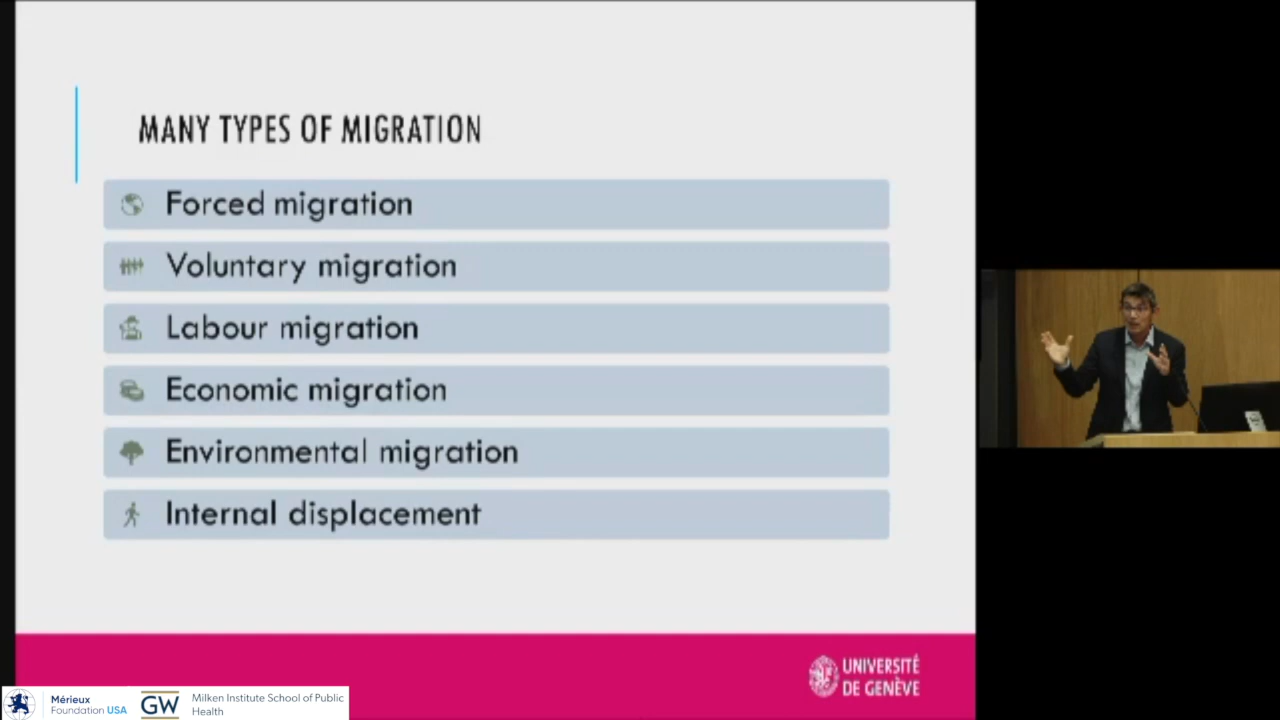 MANY TYPES OF MIGRATION
Forced migration
Voluntary migration
Labour migration
Economic migration
Environmental migration
Internal displacement
UNIVERSITÉ
DE GENÈVE
Mérieux
Foundation USA
GW
Milken Institute School of Public
Health